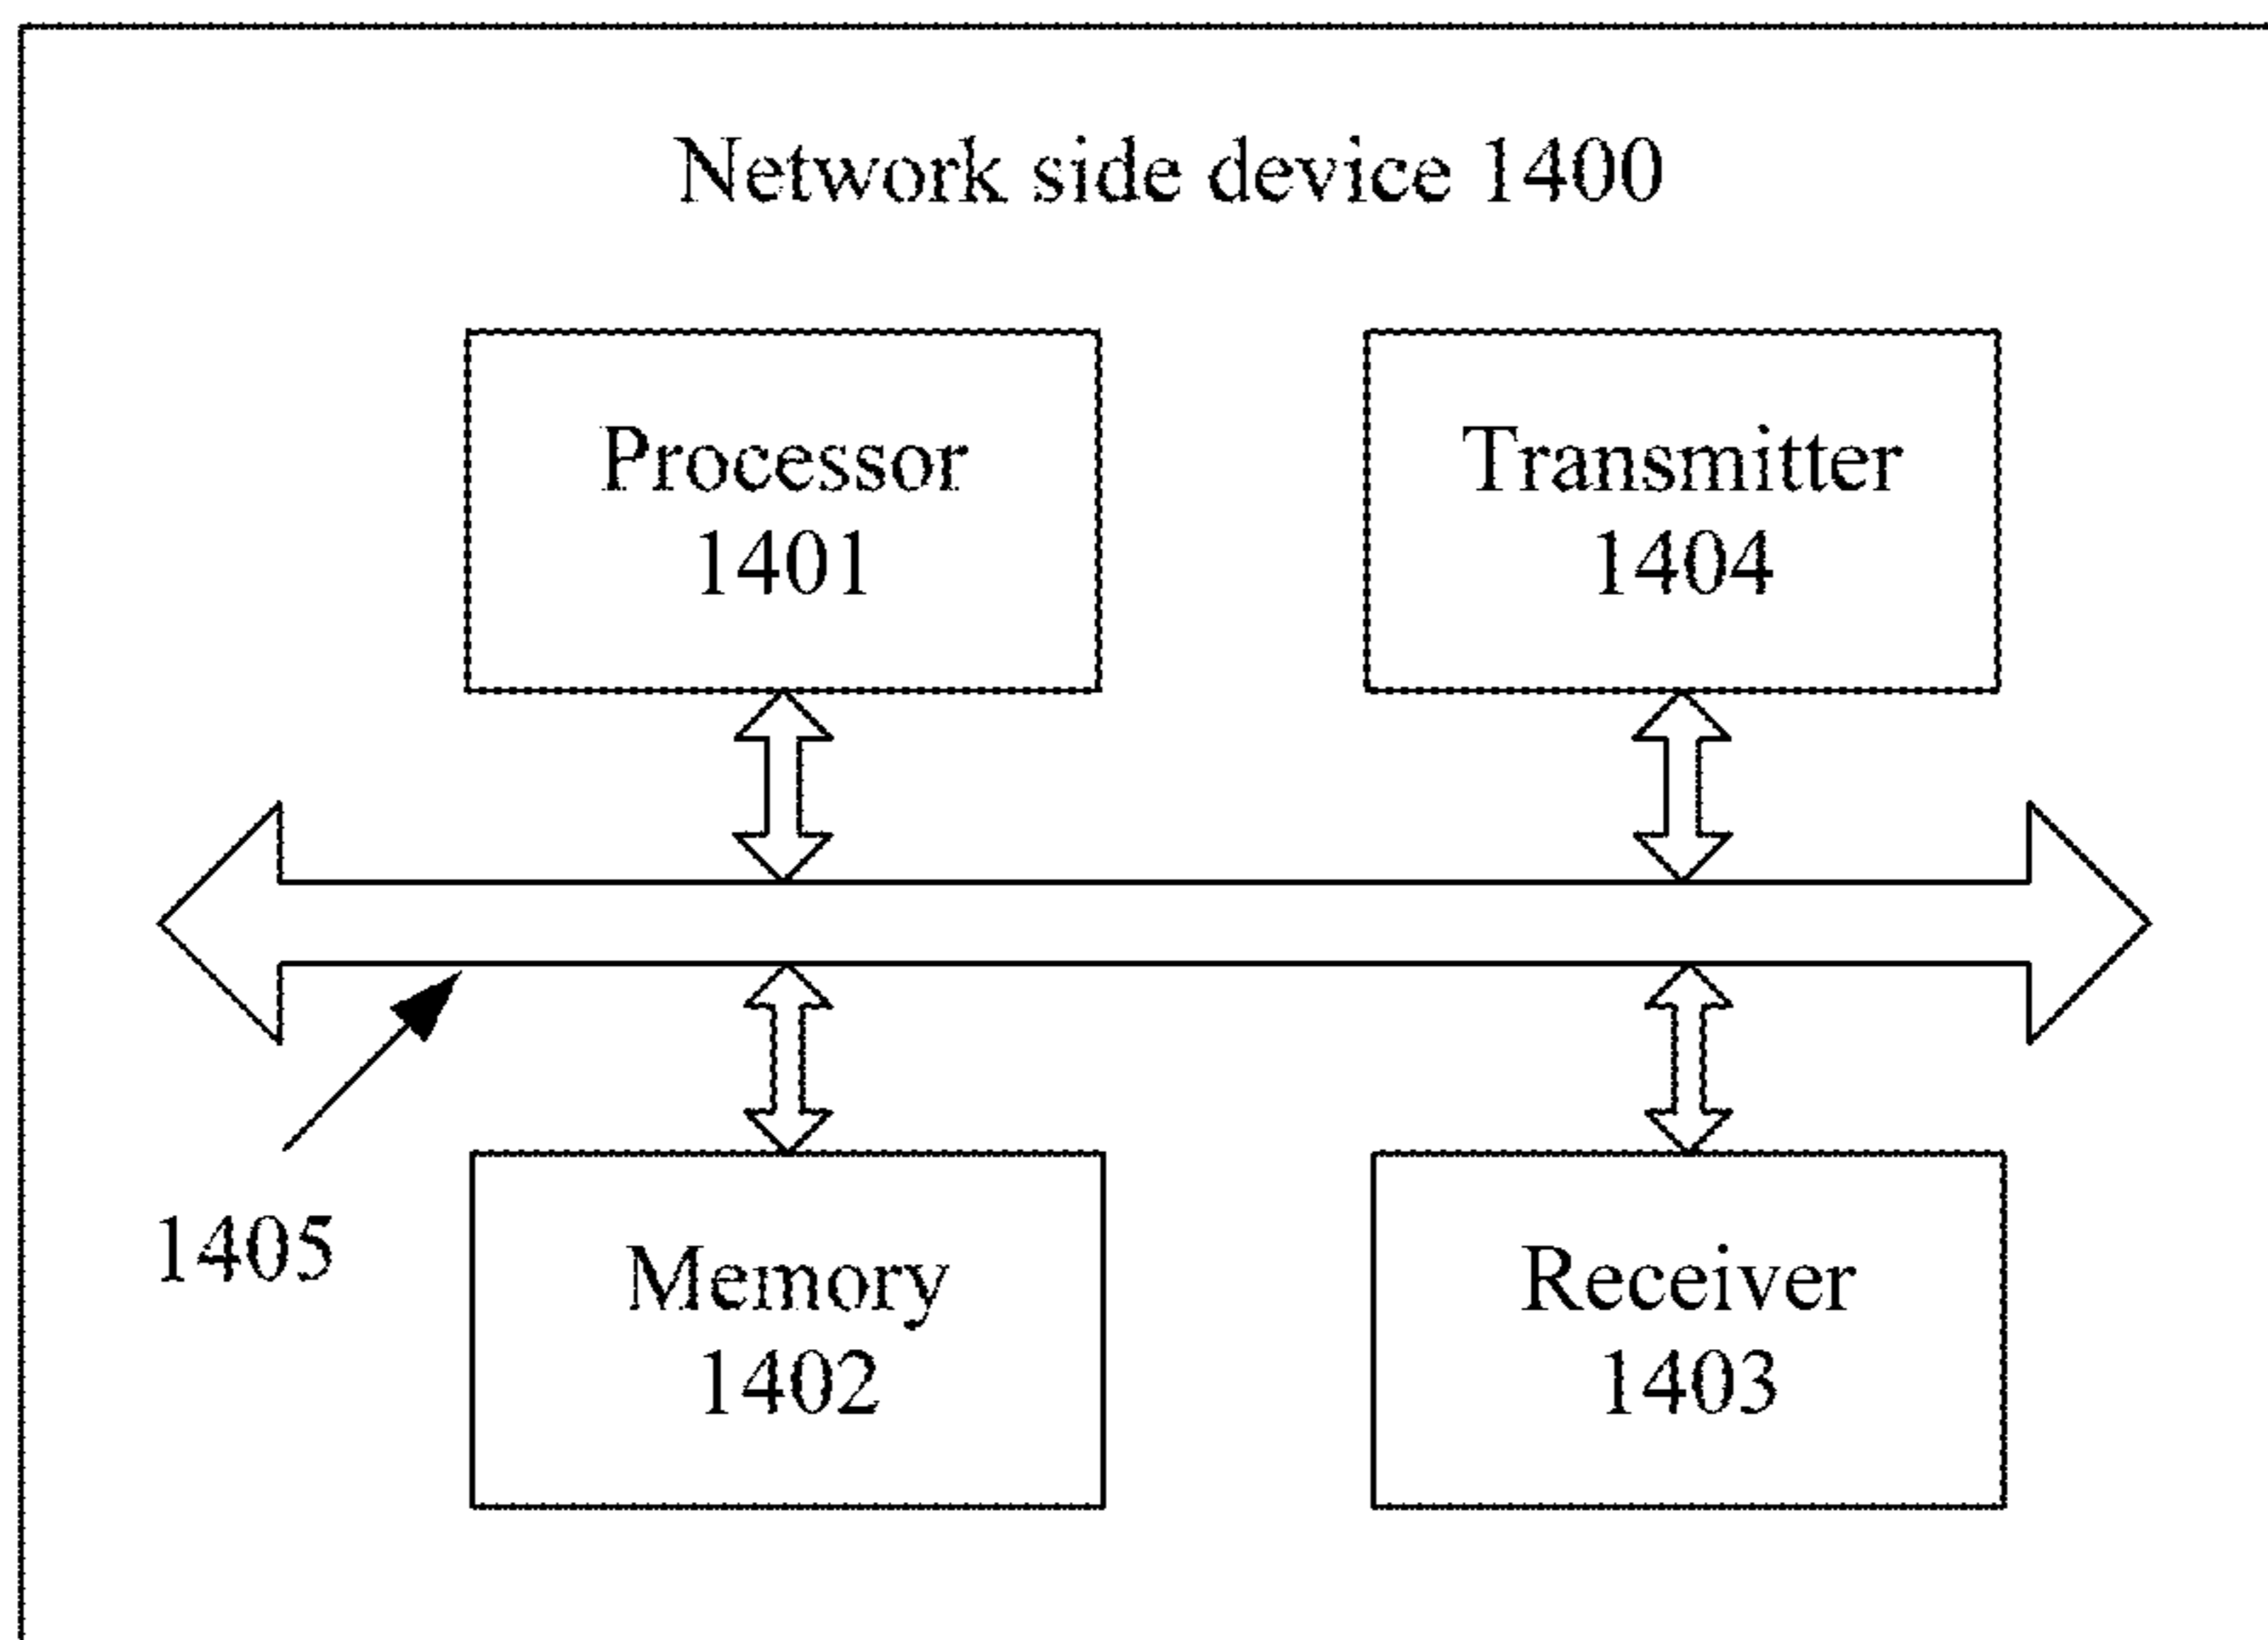 Network side device 1400
Processor
1401
Transmitter
1404
1405
Memory
1402
Receiver
1403